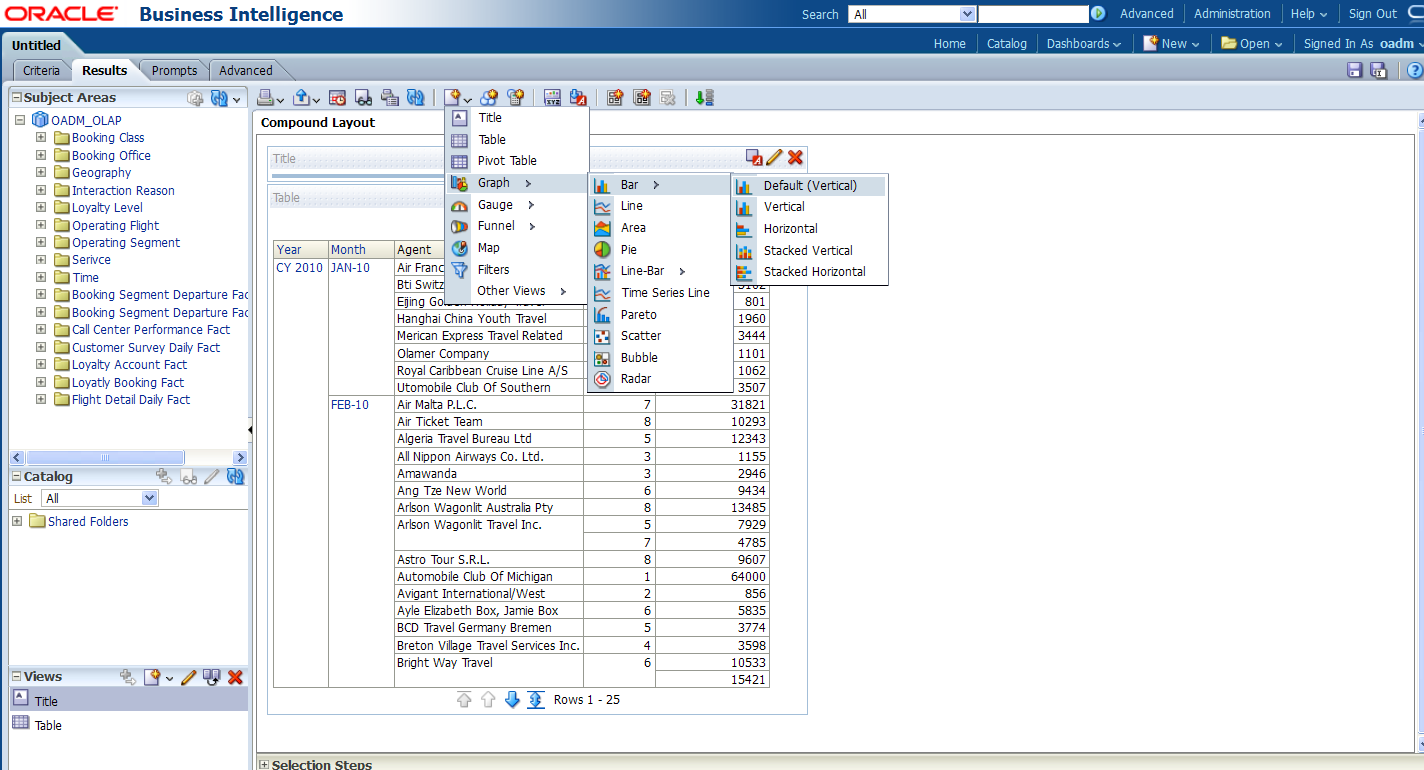 ORACLE Business Intelligence
Search All Advanced Administration Help Sign Out
Untitled
Home Catalog Dashboards New Open Signed In As oadm
Criteria Results Prompts Advanced
Subject Areas
OADM_OLAP
Booking Class
Booking Office
Geography
Interaction Reason
Loyalty Level
Operating Flight
Operating Segment
Serivce
Time
Booking Segment Departure Fac
Booking Segment Departure Fac
Call Center Performance Fact
Customer Survey Daily Fact
Loyalty Account Fact
Loyatly Booking Fact
Flight Detail Daily Fact
Catalog
List All
Shared Folders
Views
Title
Table
Compound Layout
Title
Table
Title
Table
Pivot Table
Graph
Gauge
Funnel
Map
Filters
Other Views
Bar
Line
Area
Pie
Line-Bar
Time Series Line
Pareto
Scatter
Bubble
Radar
Default (Vertical)
Vertical
Horizontal
Stacked Vertical
Stacked Horizontal
Year Month Agent
CY 2010 JAN-10 Air Franc
Bti Switz
801
Hanghai China Youth Travel 1960
Merican Express Travel Related 3444
Olamer Company 1101
Royal Caribbean Cruise Line A/S 1062
Utomobile Club Of Southern 3507
FEB-10 Air Malta P.L.C. 7 31821
Air Ticket Team 8 10293
Algeria Travel Bureau Ltd 5 12343
All Nippon Airways Co. Ltd. 3 1155
Amawanda 3 2946
Ang Tze New World 6 9434
Arlson Wagonlit Australia Pty 8 13485
Arlson Wagonlit Travel Inc. 5 7929
7 4785
Astro Tour S.R.L. 8 9607
Automobile Club Of Michigan 1 64000
Avigant International/West 2 856
Ayle Elizabeth Box, Jamie Box 6 5835
BCD Travel Germany Bremen 5 3774
Breton Village Travel Services Inc. 4 3598
Bright Way Travel 6 10533
15421
Rows 1 - 25
Selection Steps